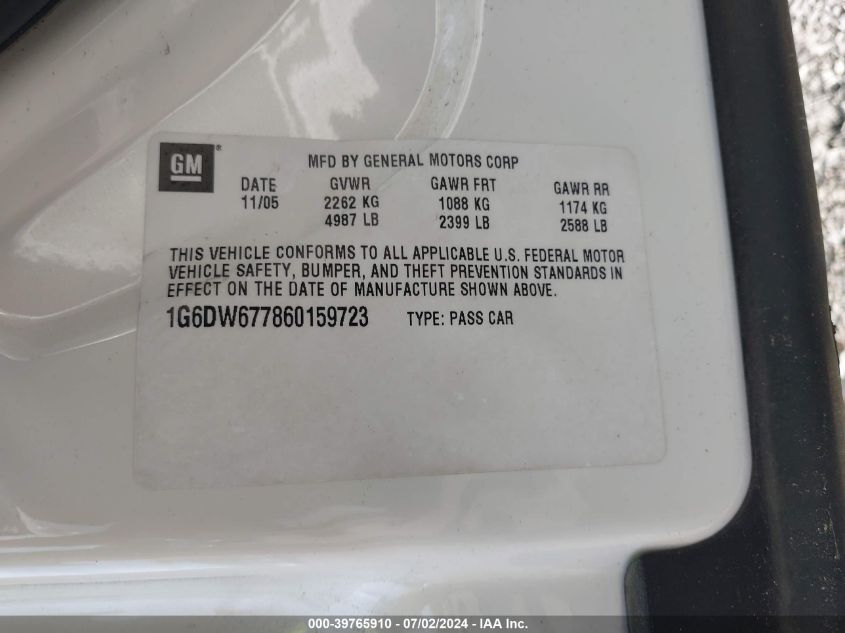 GM®
MFD BY GENERAL MOTORS CORP
DATE GVWR GAWR FRT GAWR RR
11/05 2262 KG 1088 KG 1174 KG
4987 LB 2399 LB 2588 LB
THIS VEHICLE CONFORMS TO ALL APPLICABLE U.S. FEDERAL MOTOR
VEHICLE SAFETY, BUMPER, AND THEFT PREVENTION STANDARDS IN
EFFECT ON THE DATE OF MANUFACTURE SHOWN ABOVE.
1G6DW677860159723 TYPE: PASS CAR
000-39765910 / 07/02/2024 - IAA Inc.